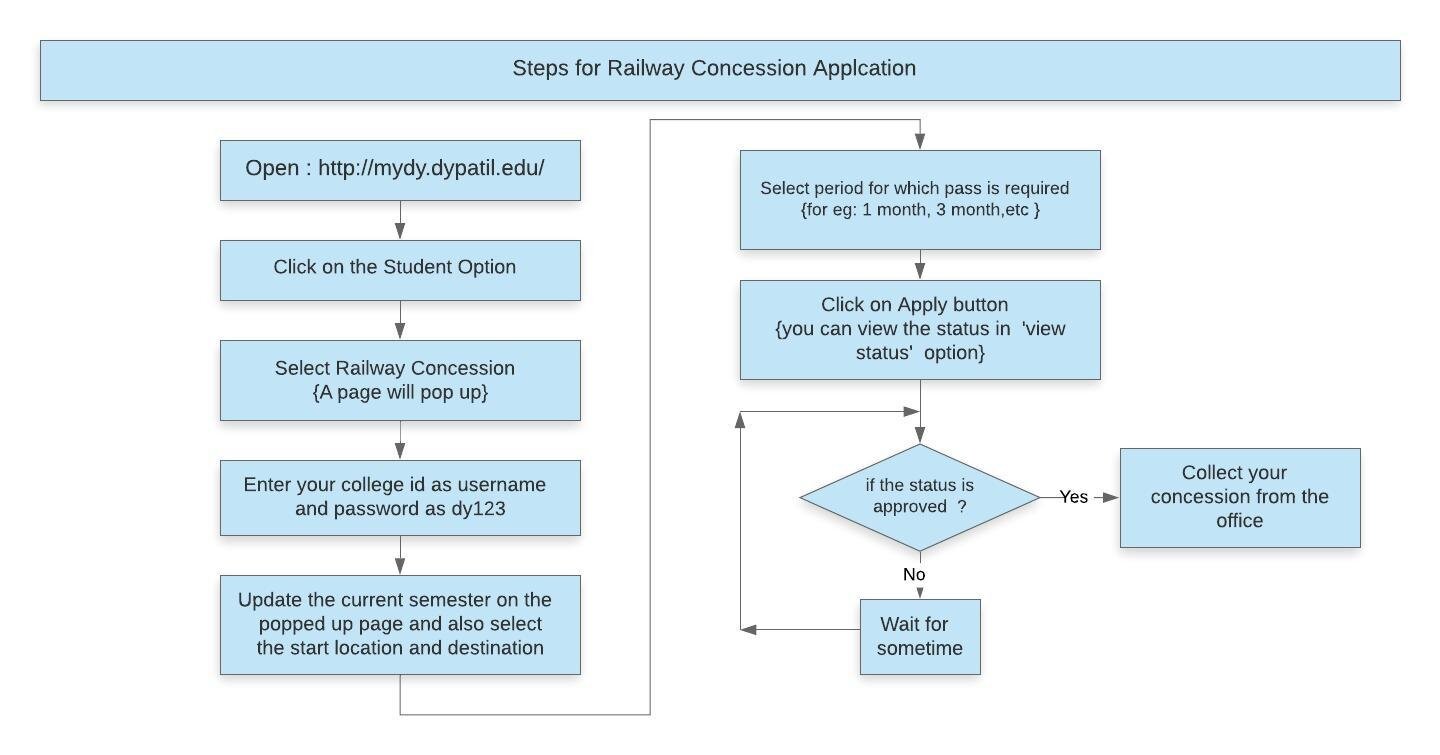 Steps for Railway Concession Applcation
Open : http://mydy.dypatil.edu/
Click on the Student Option
Select Railway Concession
{A page will pop up}
Enter your college id as username
and password as dy123
Update the current semester on the
popped up page and also select
the start location and destination
Select period for which pass is required
{for eg: 1 month, 3 month,etc }
Click on Apply button
{you can view the status in 'view
status' option}
if the status is
approved ?
Yes
Collect your
concession from the
office
No
Wait for
sometime